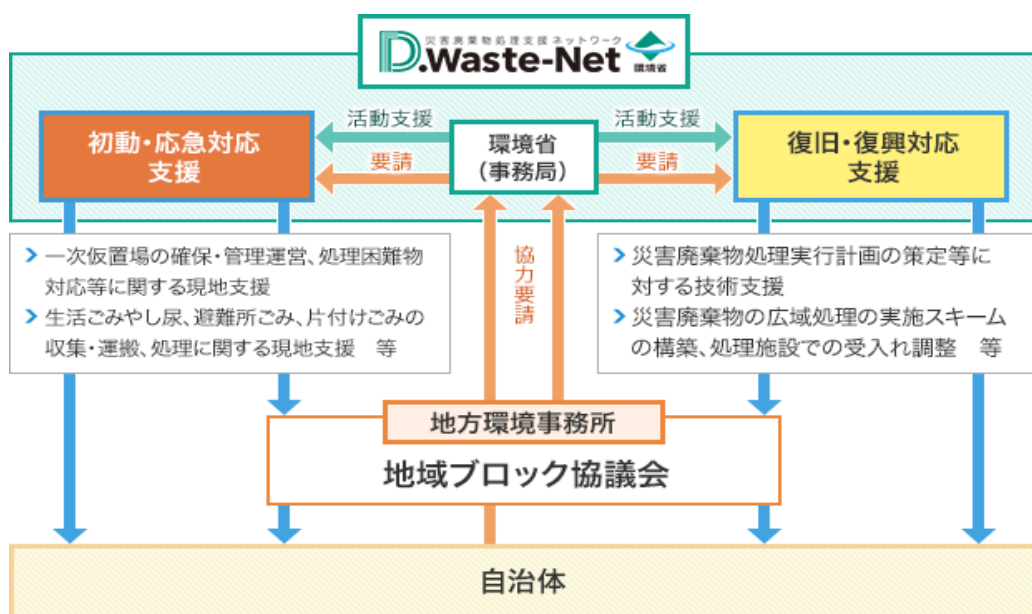 災害廃棄物処理支援ネットワーク
D.Waste-Net
環境省
初動・応急対応
支援
活動支援
要請
環境省
（事務局）
活動支援
要請
復旧・復興対応
支援
一次仮置場の確保・管理運営、処理困難物
対応等に関する現地支援
生活ごみやし尿、避難所ごみ、片付けごみの
収集・運搬、処理に関する現地支援　等
協力要請
災害廃棄物処理実行計画の策定等に
対する技術支援
災害廃棄物の広域処理の実施スキーム
の構築、処理施設での受入れ調整　等
地方環境事務所
地域ブロック協議会
自治体